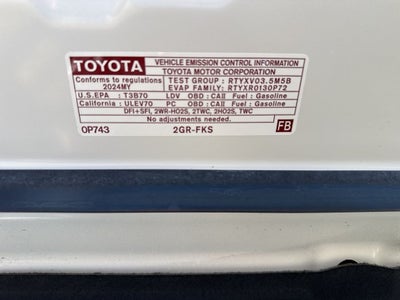 TOYOTA VEHICLE EMISSION CONTROL INFORMATION
TOYOTA MOTOR CORPORATION
Conforms to regulations TEST GROUP : RTYXV03.5M5B
2024MY EVAP FAMILY: RTYXR0130P72
U.S.EPA : T3B70 LDV OBD : CAII Fuel : Gasoline
California : ULEV70 PC OBD : CAII Fuel : Gasoline
DFI+SFI, 2WR-HO2S, 2TWC, 2HO2S, TWC
No adjustments needed.
0P743 2GR-FKS FB